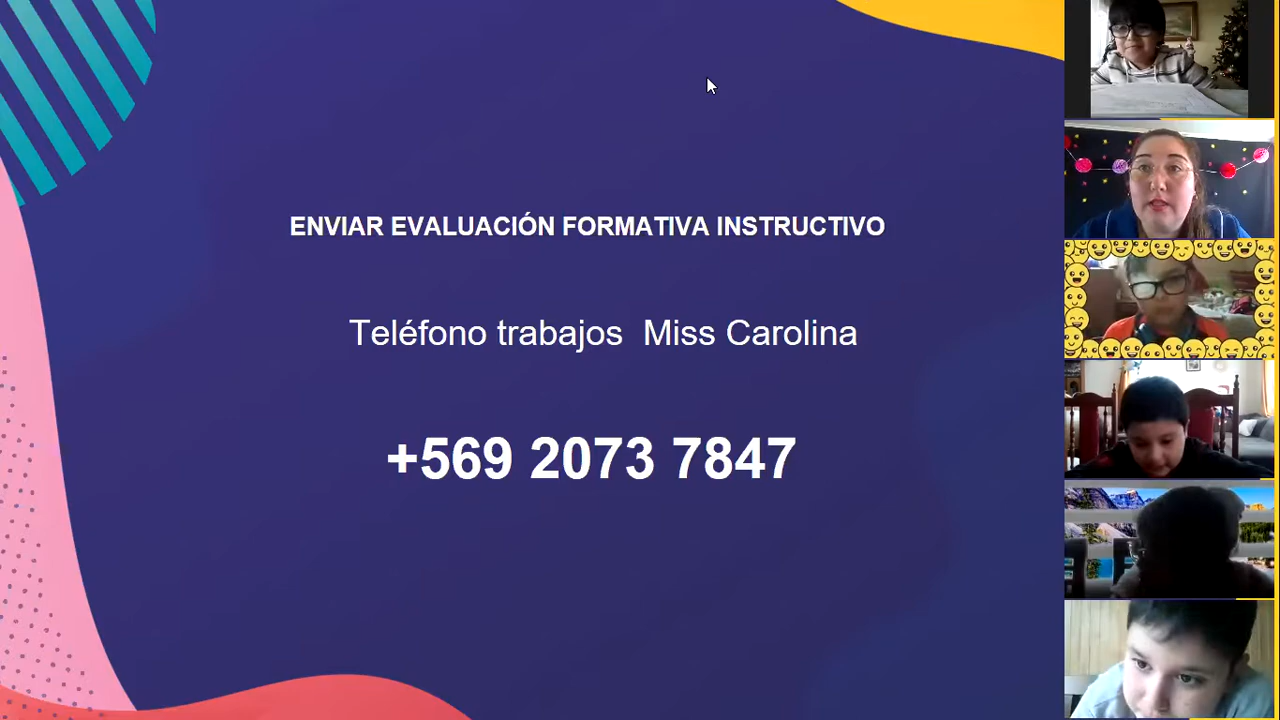 ENVIAR EVALUACIÓN FORMATIVA INSTRUCTIVO
Teléfono trabajos Miss Carolina
+569 2073 7847